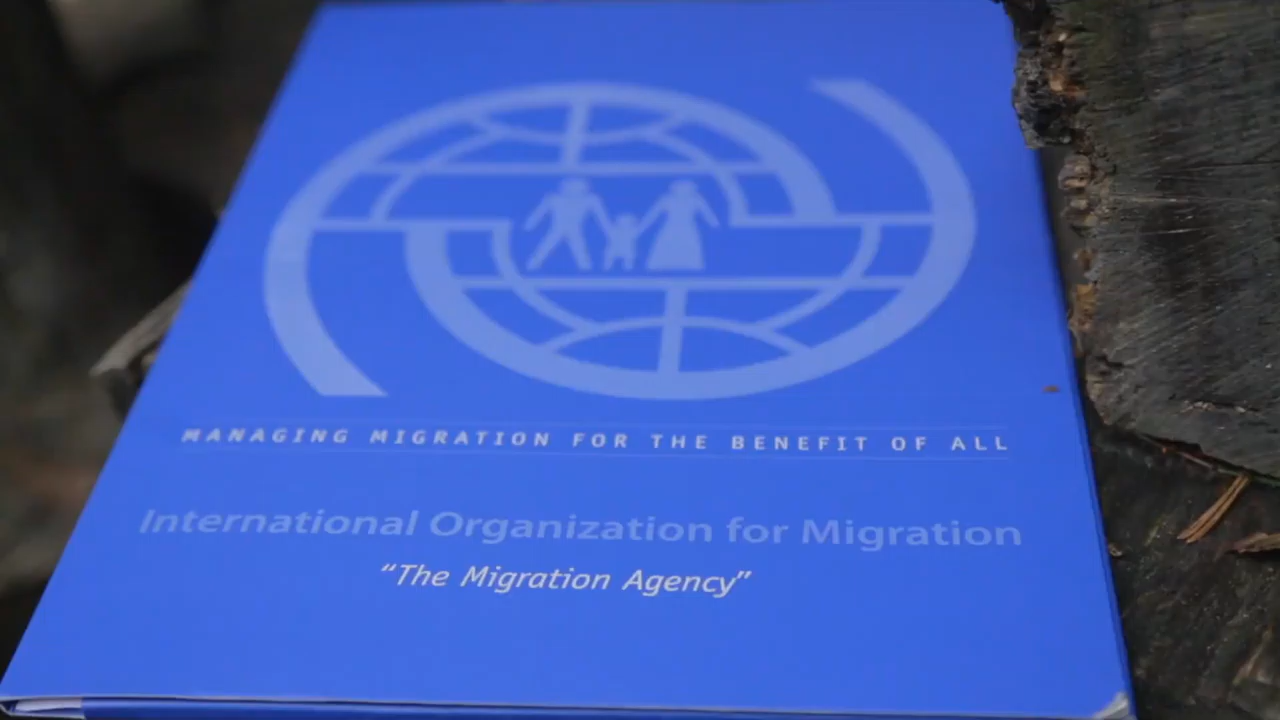 MANAGING MIGRATION FOR THE BENEFIT OF ALL
International Organization for Migration
“The Migration Agency”